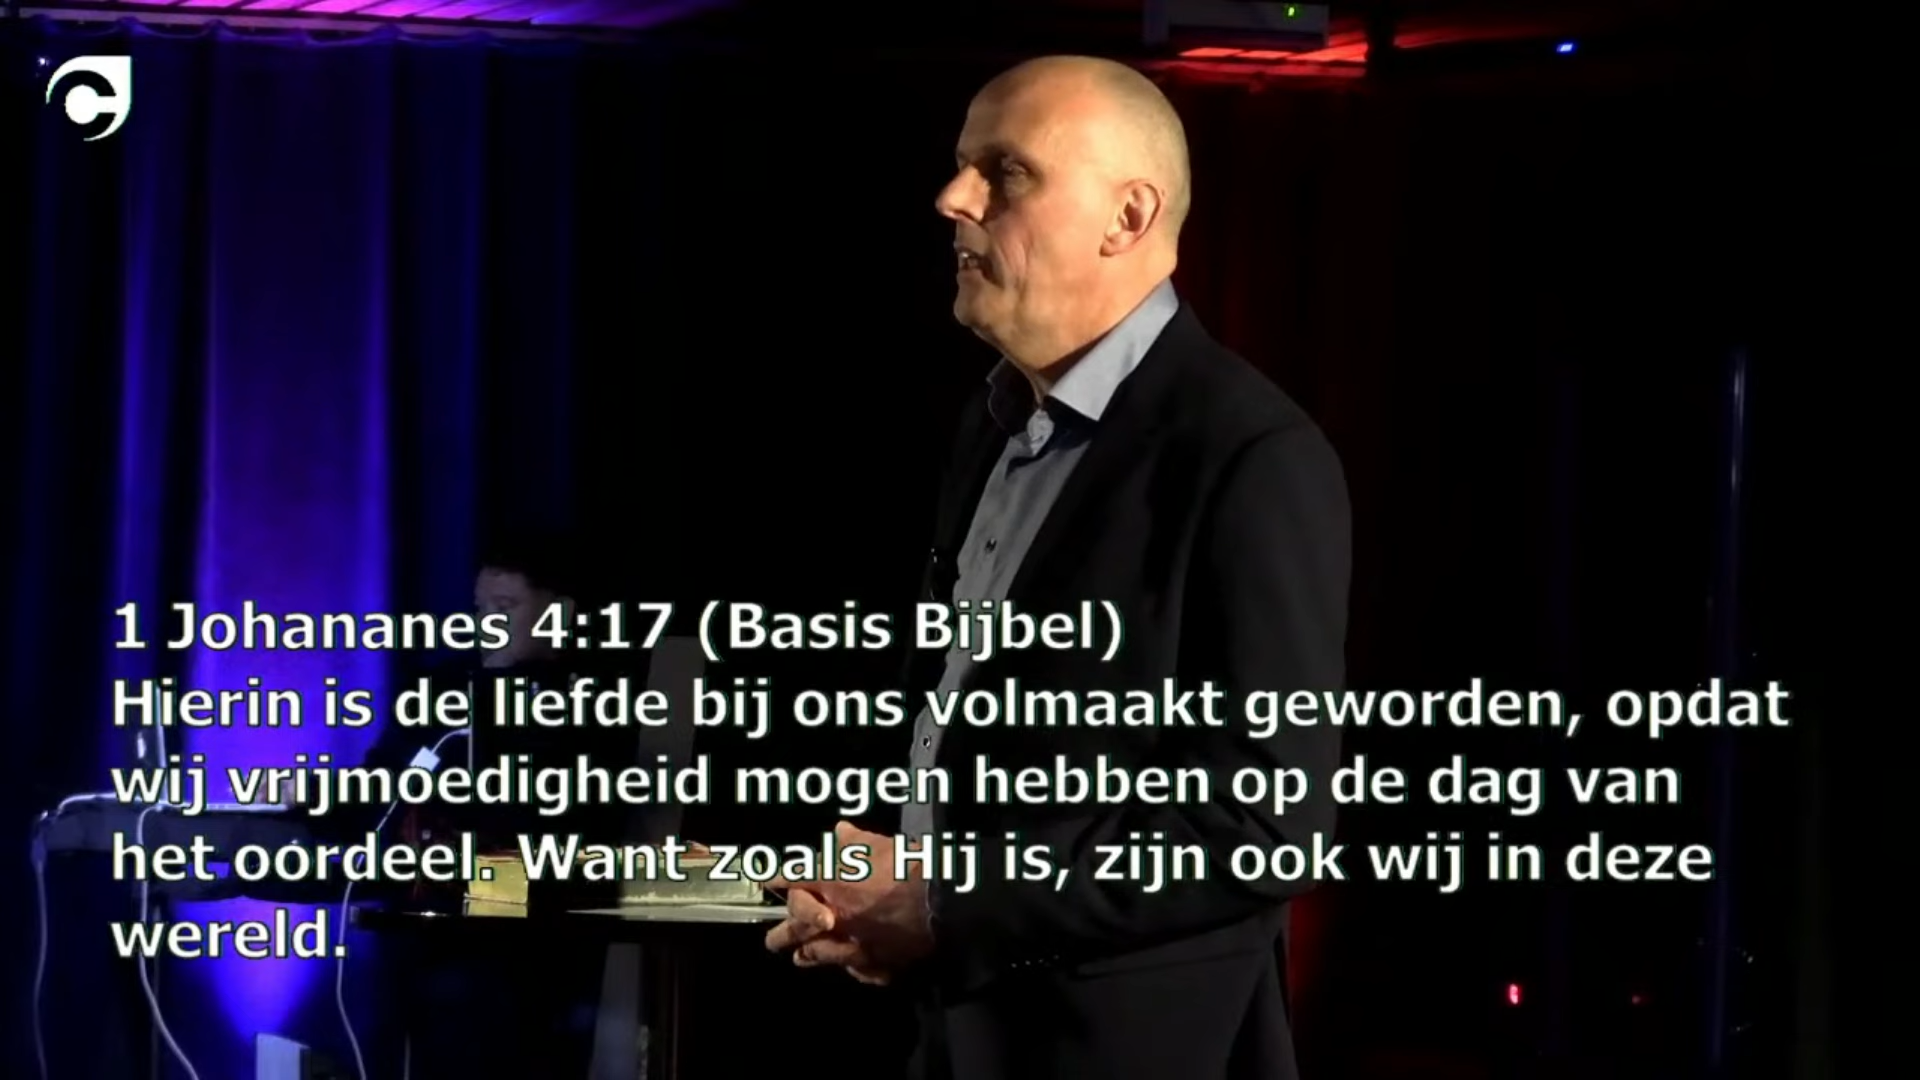 1 Johananes 4:17 (Basis Bijbel)
Hierin is de liefde bij ons volmaakt geworden, opdat
wij vrijmoedigheid mogen hebben op de dag van
het oordeel. Want zoals Hij is, zijn ook wij in deze
wereld.